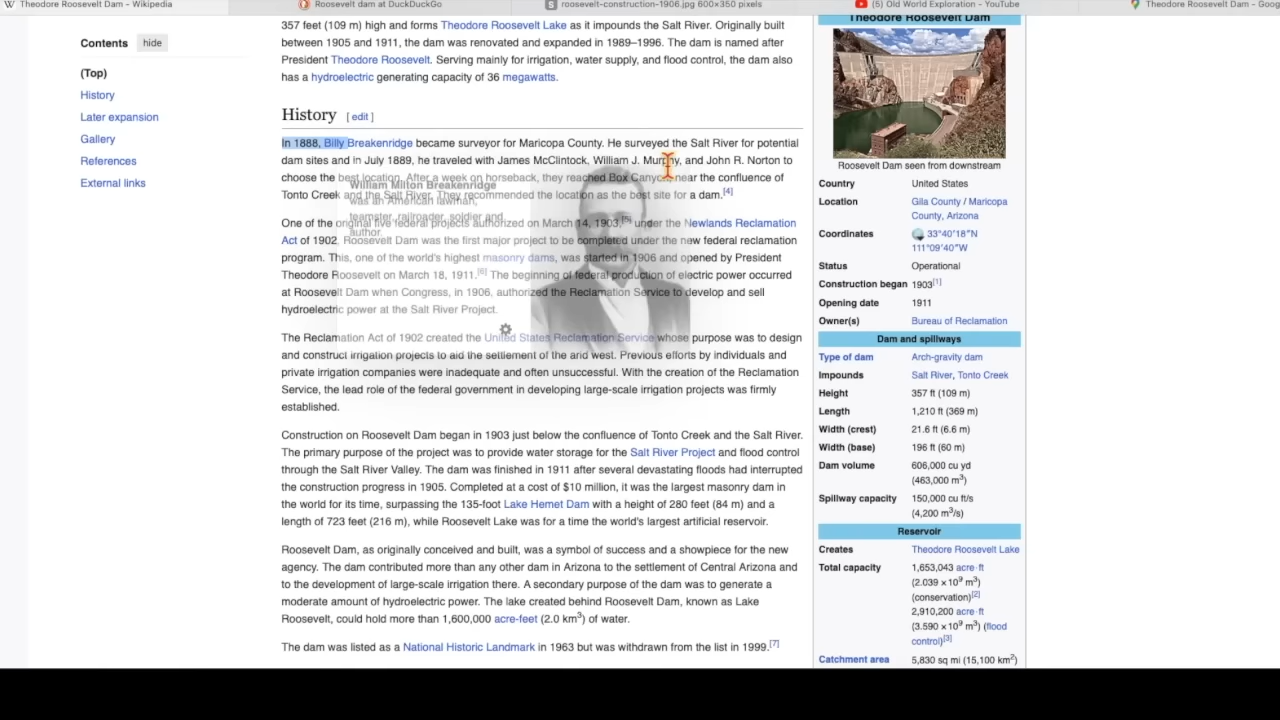 Theodore Roosevelt Dam - Wikipedia
Roosevelt dam at DuckDuckGo
roosevelt-construction-1906.jpg 600×350 pixels
(5) Old World Exploration - YouTube
Theodore Roosevelt Dam - Goog
Contents hide
(Top)
History
Later expansion
Gallery
References
External links
357 feet (109 m) high and forms Theodore Roosevelt Lake as it impounds the Salt River. Originally built
between 1905 and 1911, the dam was renovated and expanded in 1989–1996. The dam is named after
President Theodore Roosevelt. Serving mainly for irrigation, water supply, and flood control, the dam also
has a hydroelectric generating capacity of 36 megawatts.
History [ edit ]
In 1888, Billy Breakenridge became surveyor for Maricopa County. He surveyed the Salt River for potential
dam sites and in July 1889, he traveled with James McClintock, William J. Murphy, and John R. Norton to
choose the best location. After a week on horseback, they reached Box Canyon near the confluence of
Tonto Creek and the Salt River. They recommended the location as the best site for a dam.[4]
William Milton Breakenridge
was an American lawman,
teamster, railroader, soldier and
author.
One of the original five federal projects authorized on March 14, 1903,[5] under the Newlands Reclamation
Act of 1902, Roosevelt Dam was the first major project to be completed under the new federal reclamation
program. This, one of the world's highest masonry dams, was started in 1906 and opened by President
Theodore Roosevelt on March 18, 1911.[6] The beginning of federal production of electric power occurred
at Roosevelt Dam when Congress, in 1906, authorized the Reclamation Service to develop and sell
hydroelectric power at the Salt River Project.
The Reclamation Act of 1902 created the United States Reclamation Service whose purpose was to design
and construct irrigation projects to aid the settlement of the arid west. Previous efforts by individuals and
private irrigation companies were inadequate and often unsuccessful. With the creation of the Reclamation
Service, the lead role of the federal government in developing large-scale irrigation projects was firmly
established.
Construction on Roosevelt Dam began in 1903 just below the confluence of Tonto Creek and the Salt River.
The primary purpose of the project was to provide water storage for the Salt River Project and flood control
through the Salt River Valley. The dam was finished in 1911 after several devastating floods had interrupted
the construction progress in 1905. Completed at a cost of $10 million, it was the largest masonry dam in
the world for its time, surpassing the 135-foot Lake Hemet Dam with a height of 280 feet (84 m) and a
length of 723 feet (216 m), while Roosevelt Lake was for a time the world's largest artificial reservoir.
Roosevelt Dam, as originally conceived and built, was a symbol of success and a showpiece for the new
agency. The dam contributed more than any other dam in Arizona to the settlement of Central Arizona and
to the development of large-scale irrigation there. A secondary purpose of the dam was to generate a
moderate amount of hydroelectric power. The lake created behind Roosevelt Dam, known as Lake
Roosevelt, could hold more than 1,600,000 acre-feet (2.0 km³) of water.
The dam was listed as a National Historic Landmark in 1963 but was withdrawn from the list in 1999.[7]
Theodore Roosevelt Dam
Roosevelt Dam seen from downstream
Country United States
Location Gila County / Maricopa
County, Arizona
Coordinates 33°40′18″N
111°09′40″W
Status Operational
Construction began 1903[1]
Opening date 1911
Owner(s) Bureau of Reclamation
Dam and spillways
Type of dam Arch-gravity dam
Impounds Salt River, Tonto Creek
Height 357 ft (109 m)
Length 1,210 ft (369 m)
Width (crest) 21.6 ft (6.6 m)
Width (base) 196 ft (60 m)
Dam volume 606,000 cu yd
(463,000 m³)
Spillway capacity 150,000 cu ft/s
(4,200 m³/s)
Reservoir
Creates Theodore Roosevelt Lake
Total capacity 1,653,043 acre⋅ft
(2.039 ×10⁹ m³)
(conservation)[2]
2,910,200 acre⋅ft
(3.590 ×10⁹ m³) (flood
control)[3]
Catchment area 5,830 sq mi (15,100 km²)